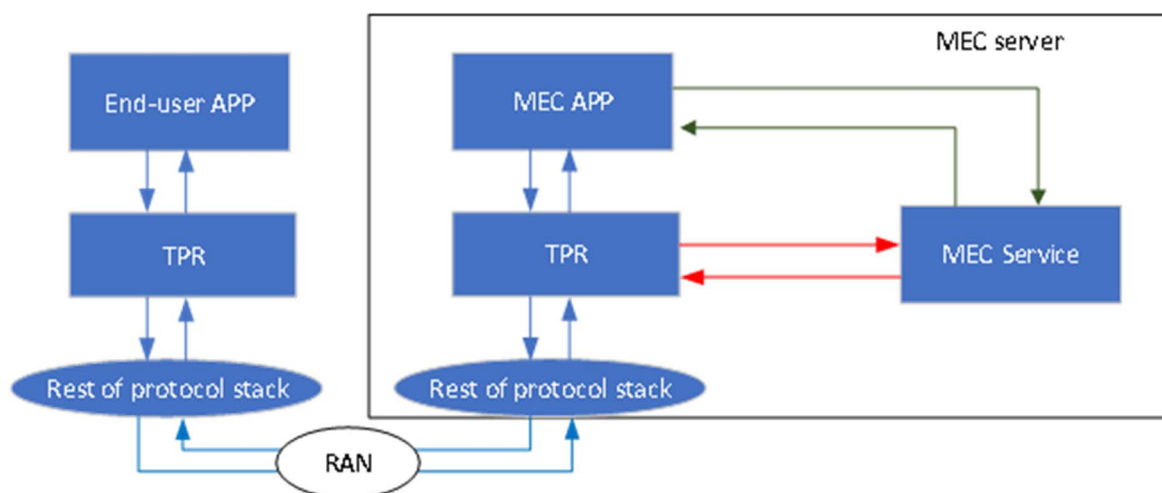 MEC server
End-user APP
MEC APP
TPR
TPR
MEC Service
Rest of protocol stack
Rest of protocol stack
RAN